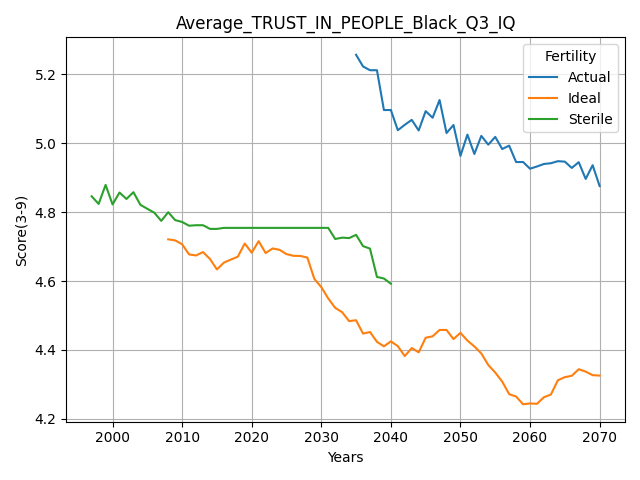 Average_TRUST_IN_PEOPLE_Black_Q3_IQ
Fertility
Actual
Ideal
Sterile
Score(3-9)
5.2
5.0
4.8
4.6
4.4
4.2
2000 2010 2020 2030 2040 2050 2060 2070
Years